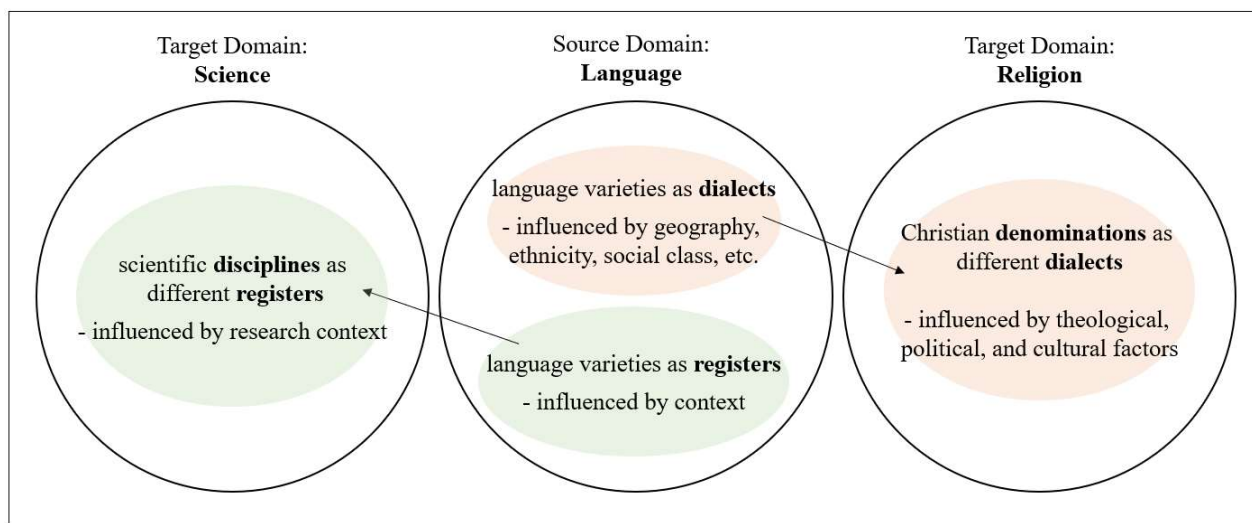 Target Domain:
Science
scientific disciplines as
different registers
- influenced by research context
Source Domain:
Language
language varieties as dialects
- influenced by geography,
ethnicity, social class, etc.
language varieties as registers
- influenced by context
Target Domain:
Religion
Christian denominations as
different dialects
- influenced by theological,
political, and cultural factors